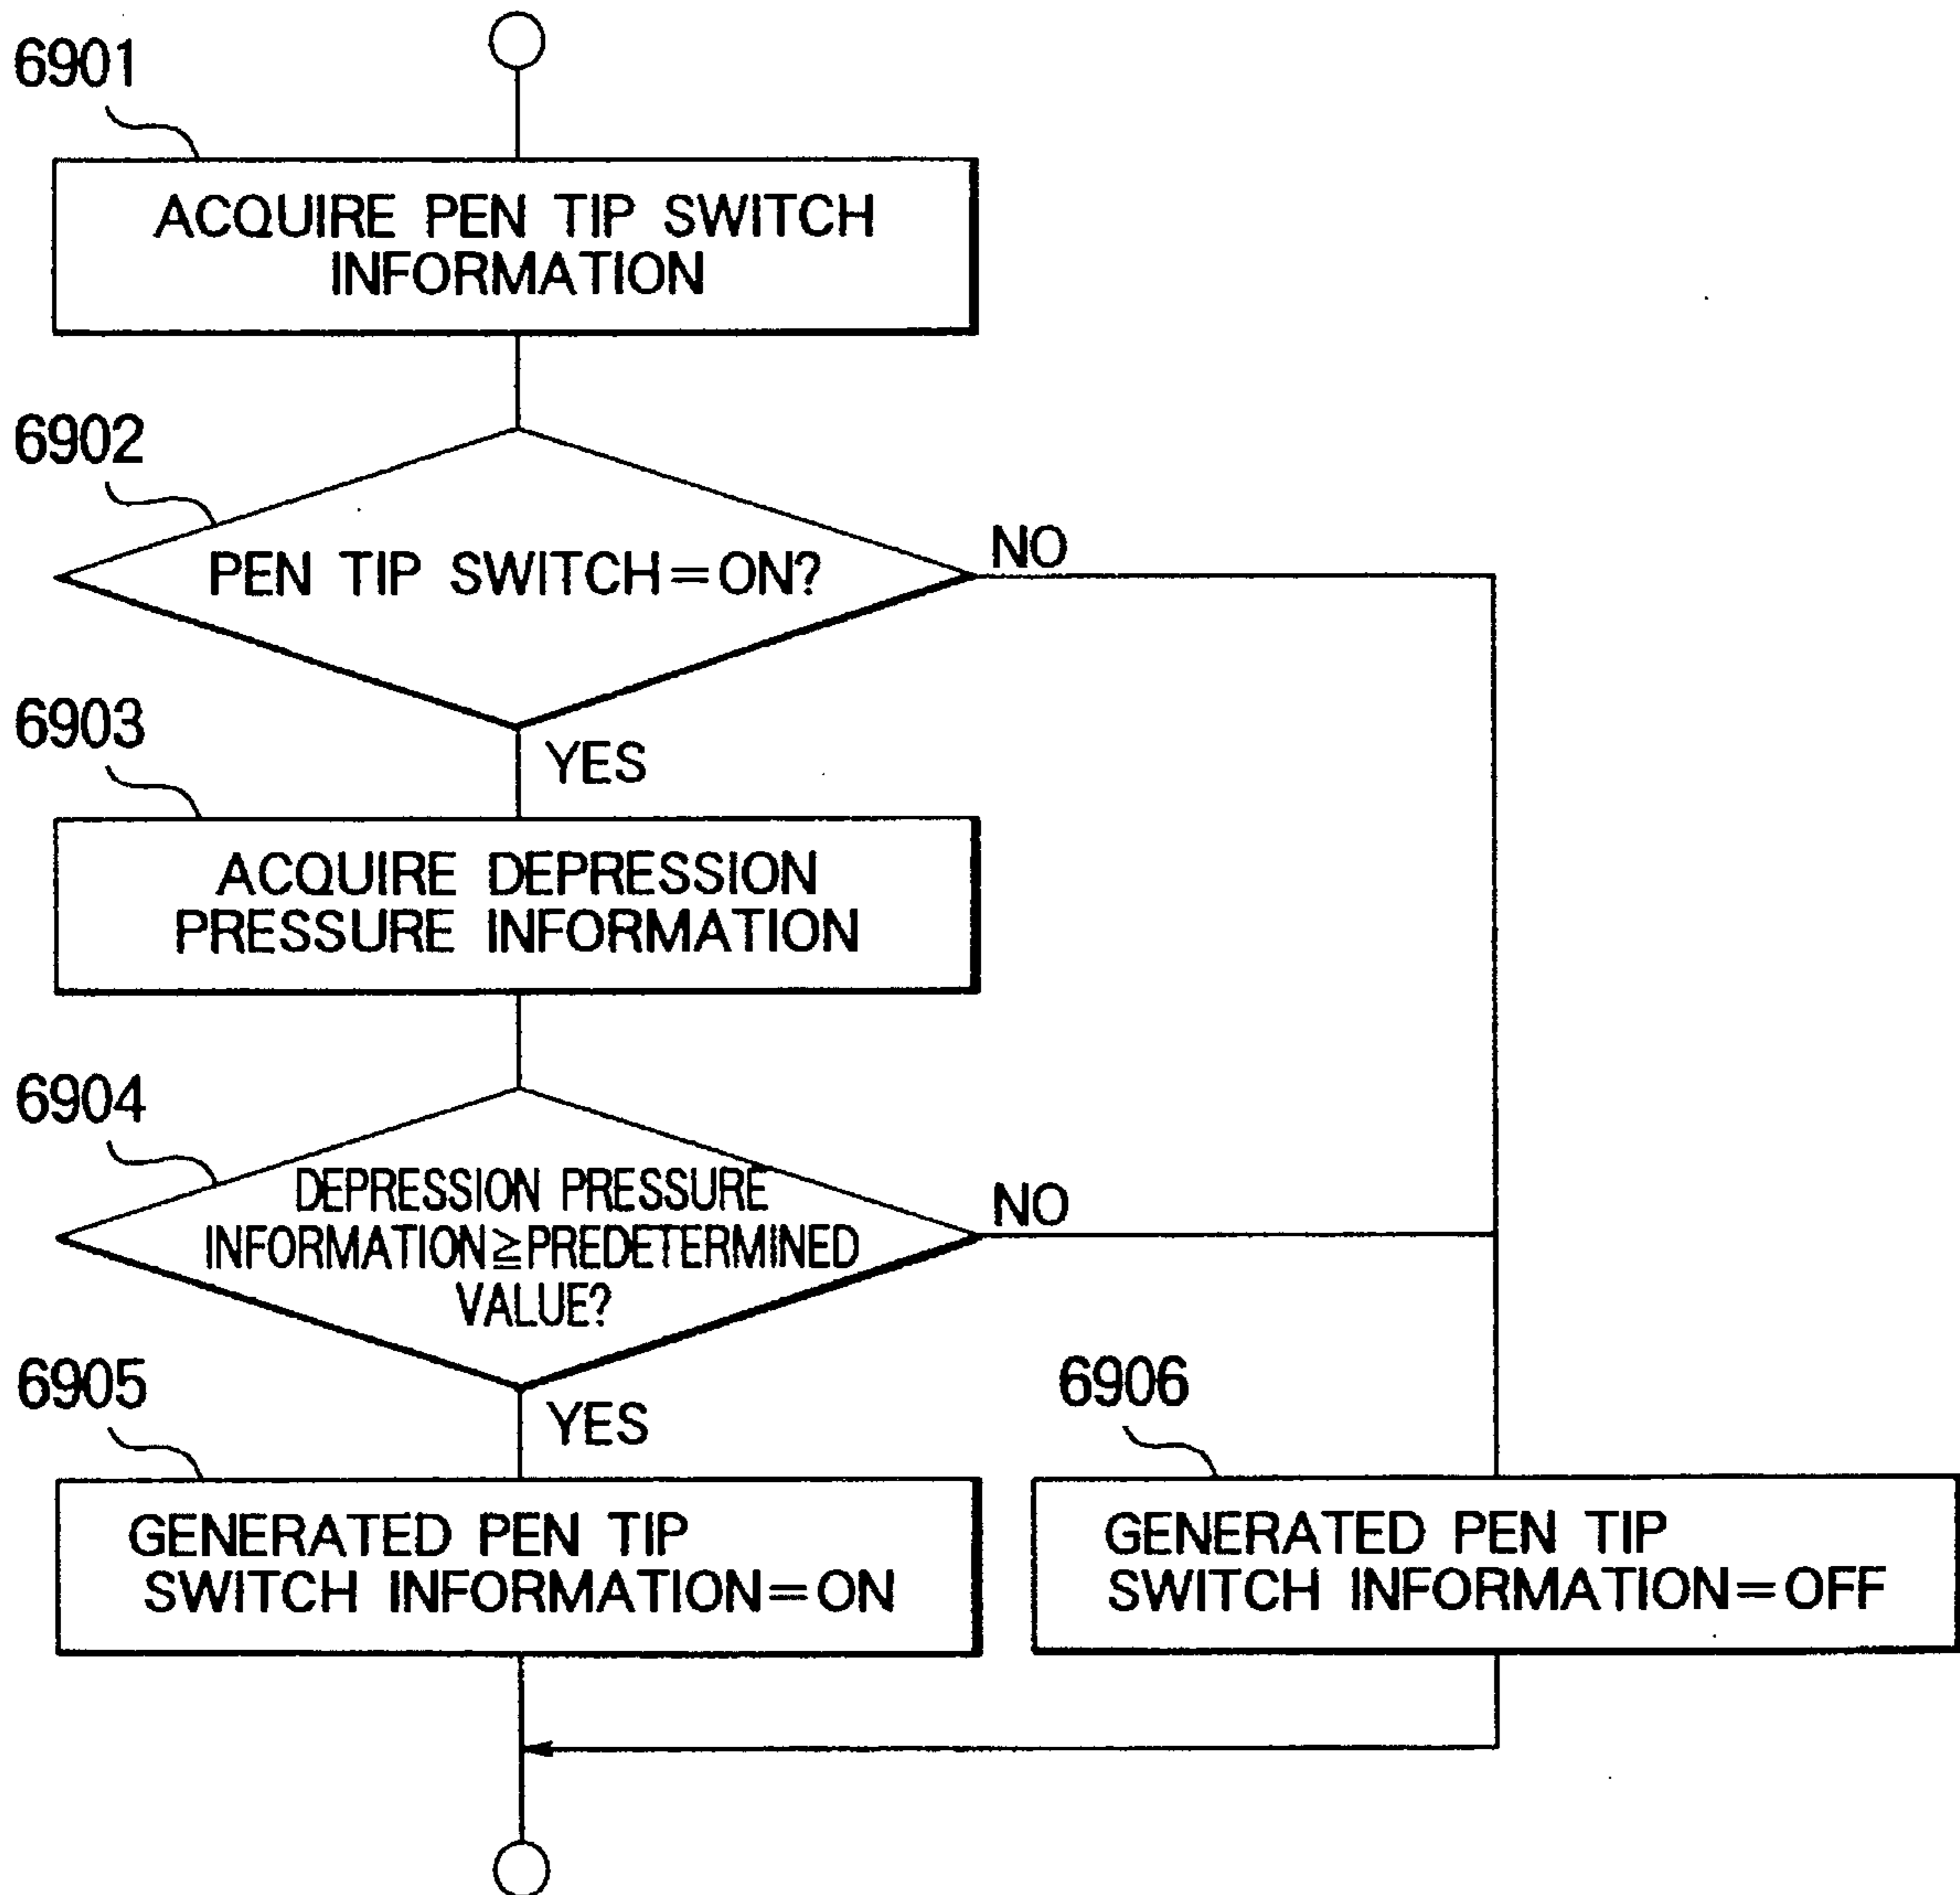 6901
ACQUIRE PEN TIP SWITCH
INFORMATION
6902
PEN TIP SWITCH=ON?
NO
YES
6903
ACQUIRE DEPRESSION
PRESSURE INFORMATION
6904
DEPRESSION PRESSURE
INFORMATION≧PREDETERMINED
VALUE?
NO
YES
6905
GENERATED PEN TIP
SWITCH INFORMATION=ON
6906
GENERATED PEN TIP
SWITCH INFORMATION=OFF